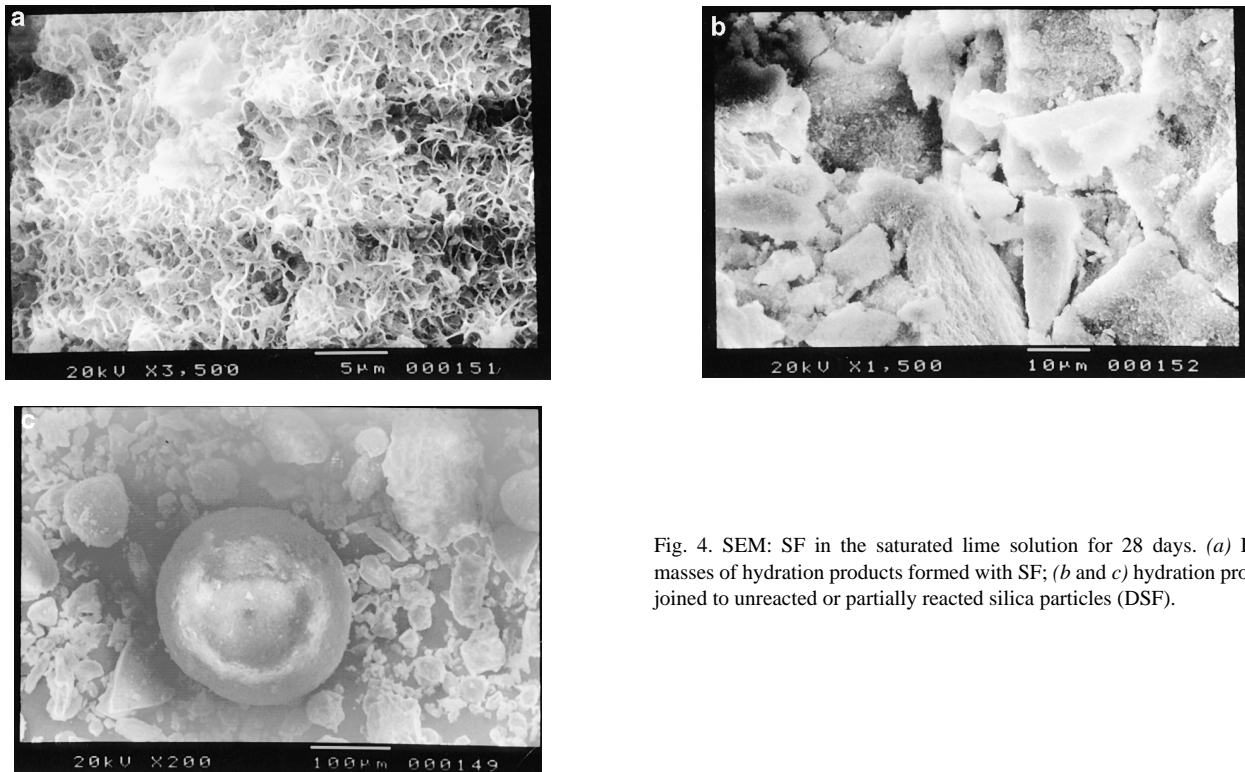 a
20kV X3,500 5μm 000151
b
20kV X1,500 10μm 000152
c
20kV X200 100μm 000149
Fig. 4. SEM: SF in the saturated lime solution for 28 days. (a)
masses of hydration products formed with SF; (b and c) hydration
joined to unreacted or partially reacted silica particles (DSF).